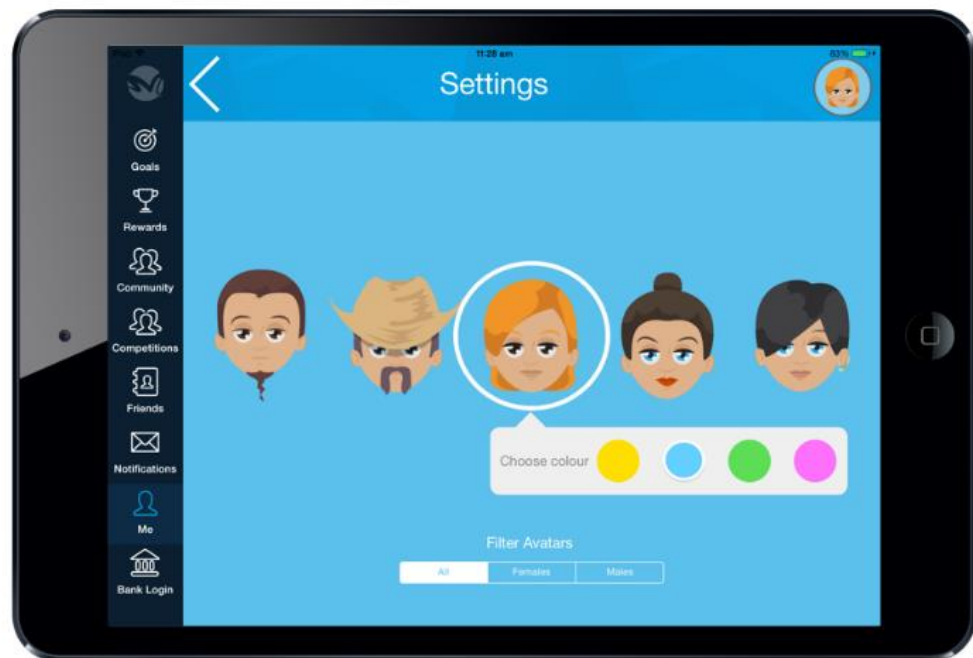 11:28 am
83%
Settings
Goals
Rewards
Community
Competitions
Friends
Notifications
Me
Bank Login
Choose colour
Filter Avatars
All
Females
Males